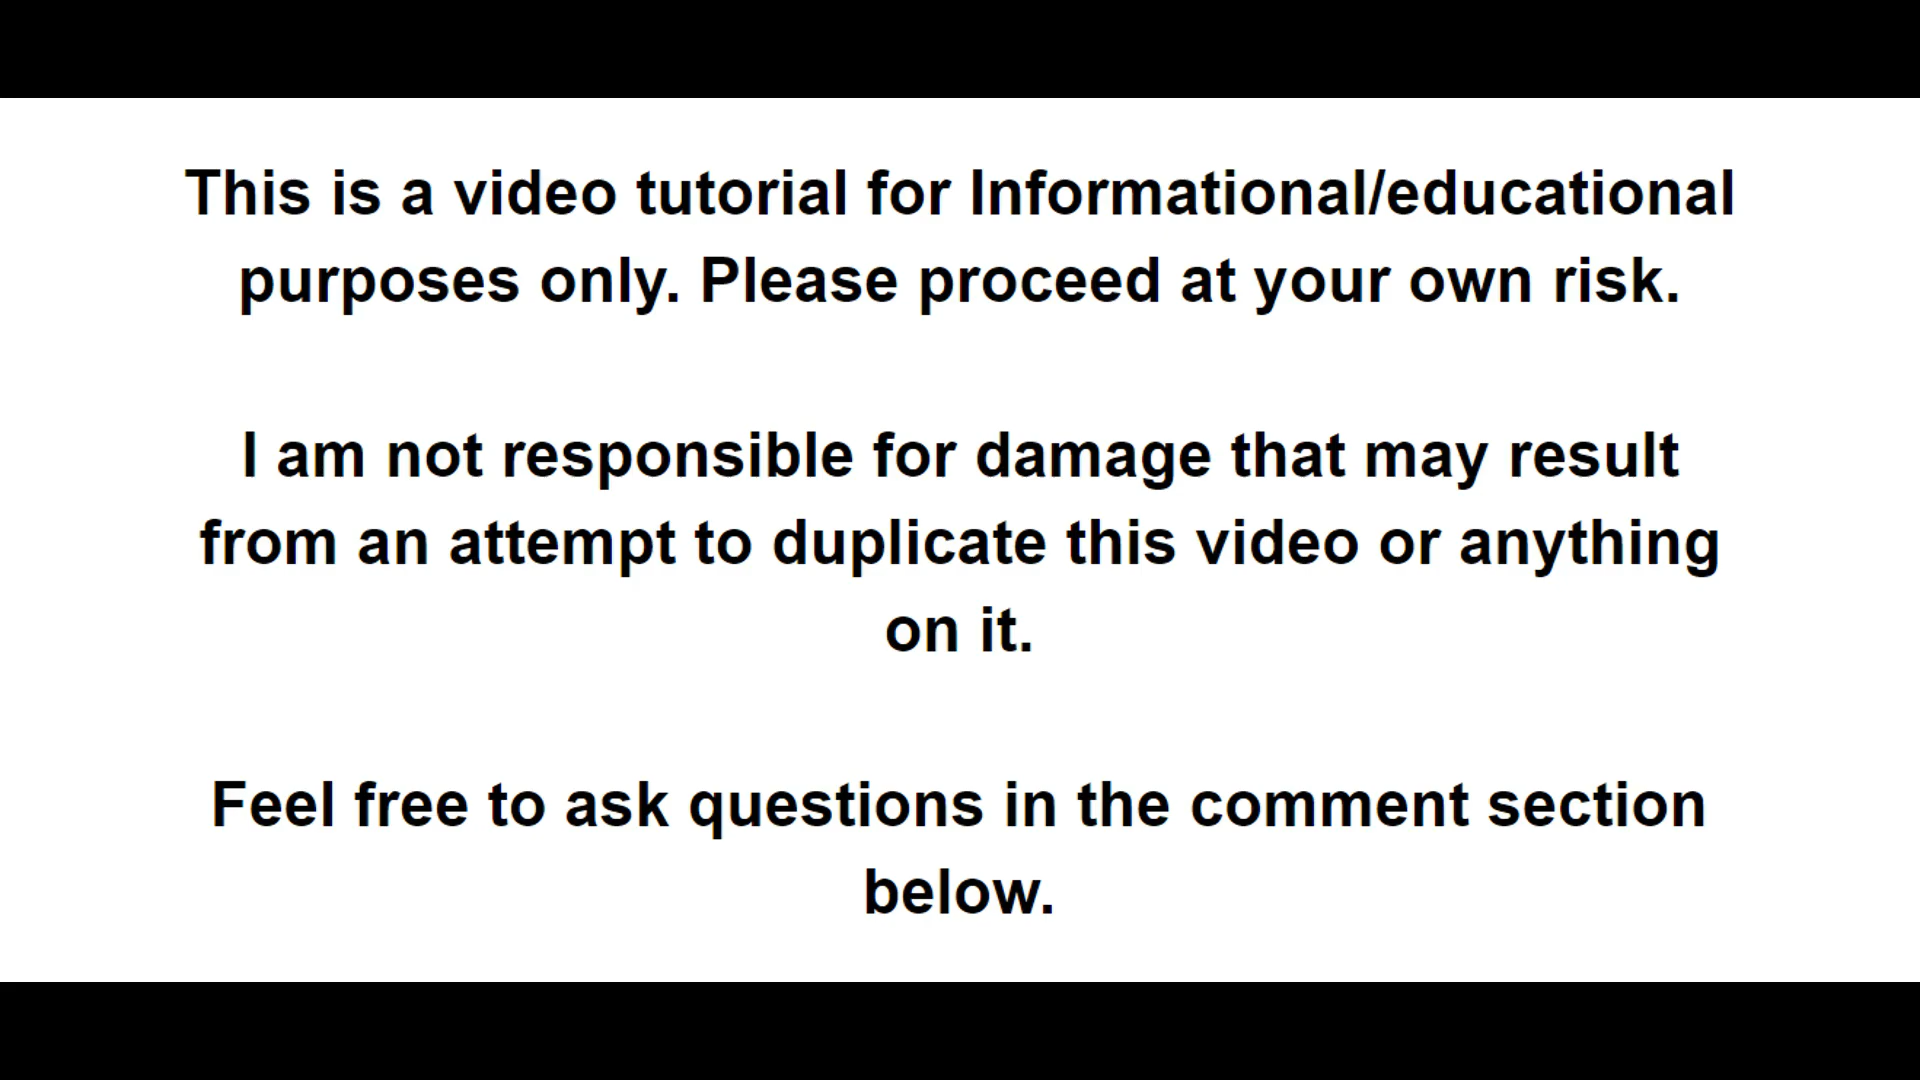 This is a video tutorial for Informational/educational
purposes only. Please proceed at your own risk.
I am not responsible for damage that may result
from an attempt to duplicate this video or anything
on it.
Feel free to ask questions in the comment section
below.